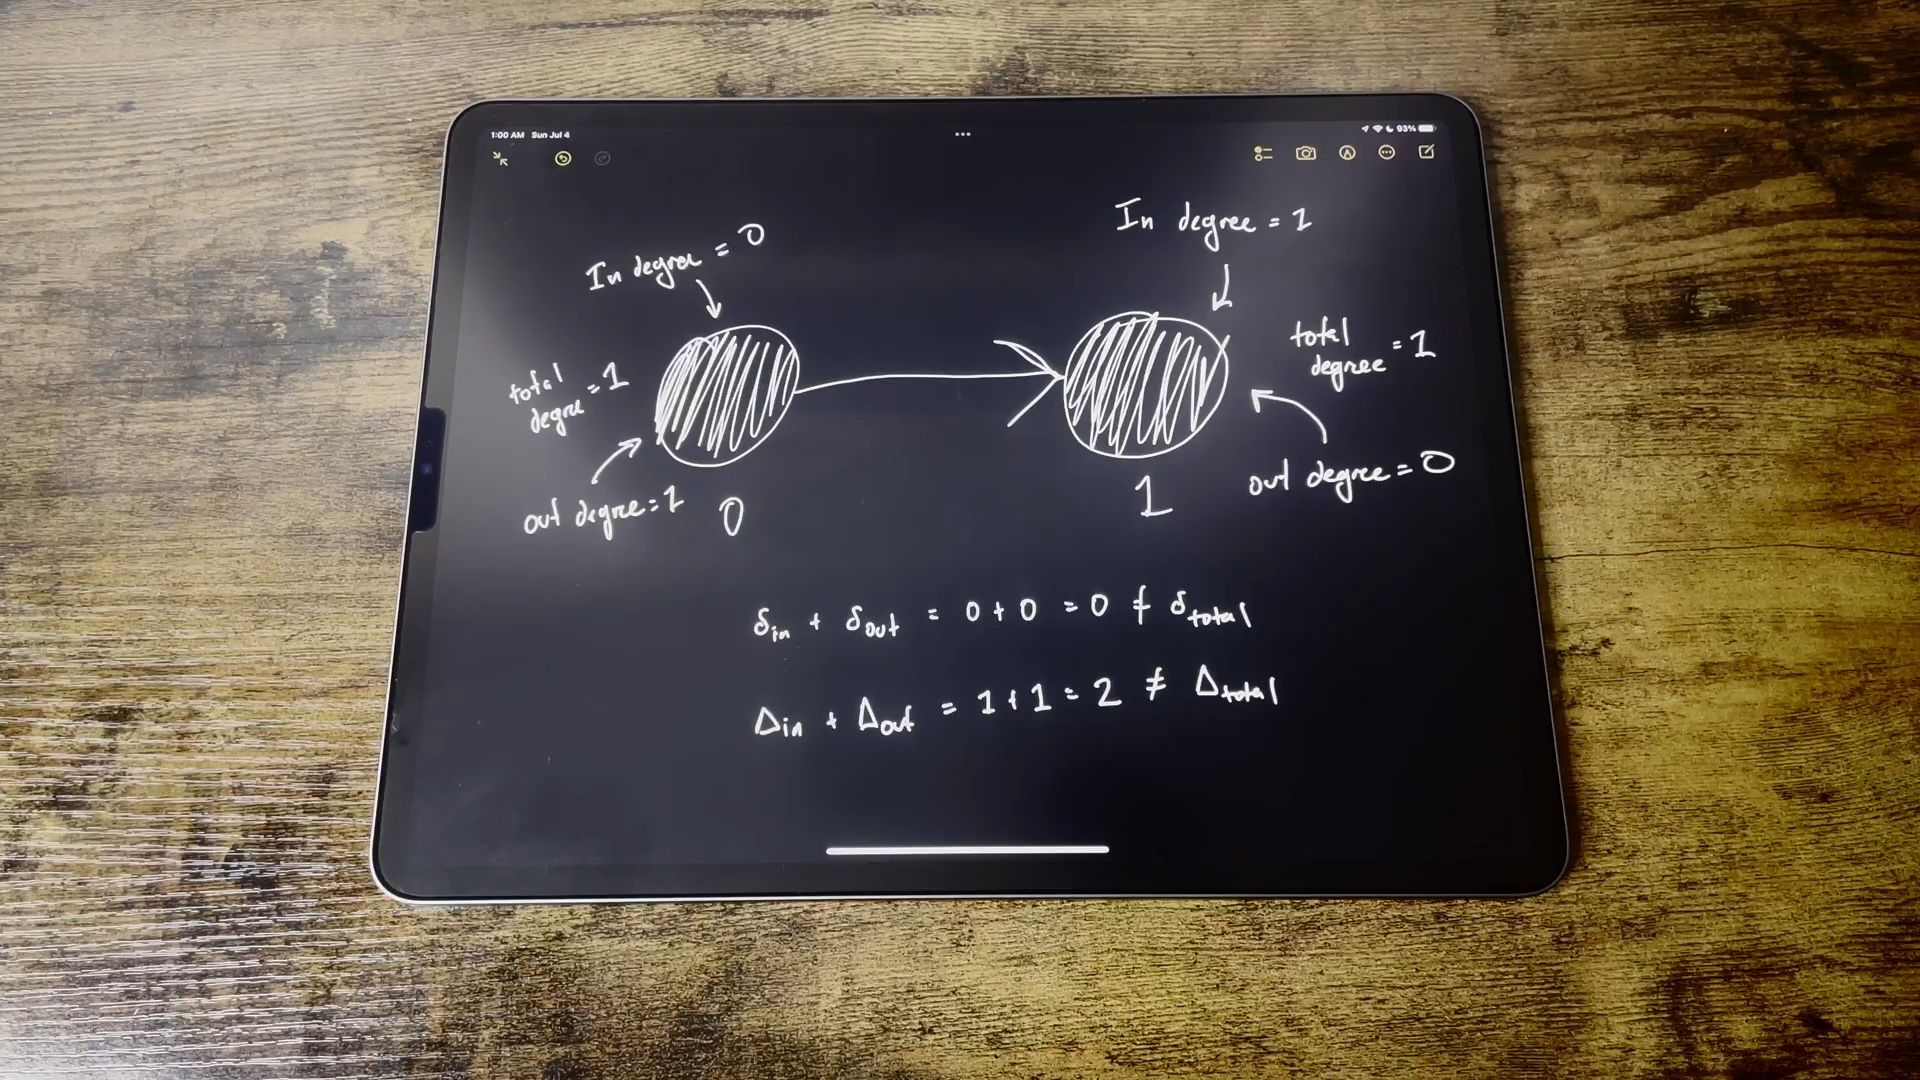 1:00 AM Sun Jul 4
93%
In degree = 0
In degree = 1
total
degree = 1
total
degree = 1
out degree = 1
0
1
out degree = 0
δin + δout = 0 + 0 = 0 ≠ δtotal
Δin + Δout = 1 + 1 = 2 ≠ Δtotal